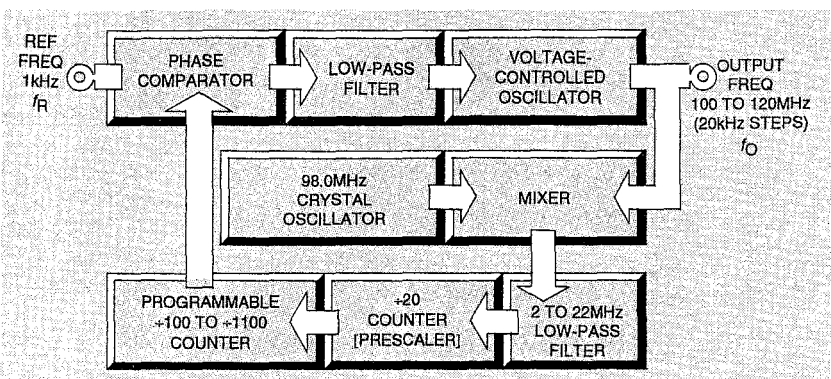 REF
FREQ
1kHz
fR
PHASE
COMPARATOR
LOW-PASS
FILTER
VOLTAGE-
CONTROLLED
OSCILLATOR
OUTPUT
FREQ
100 TO 120MHz
(20kHz STEPS)
fO
98.0MHz
CRYSTAL
OSCILLATOR
MIXER
PROGRAMMABLE
÷100 TO ÷1100
COUNTER
÷20
COUNTER
[PRESCALER]
2 TO 22MHz
LOW-PASS
FILTER